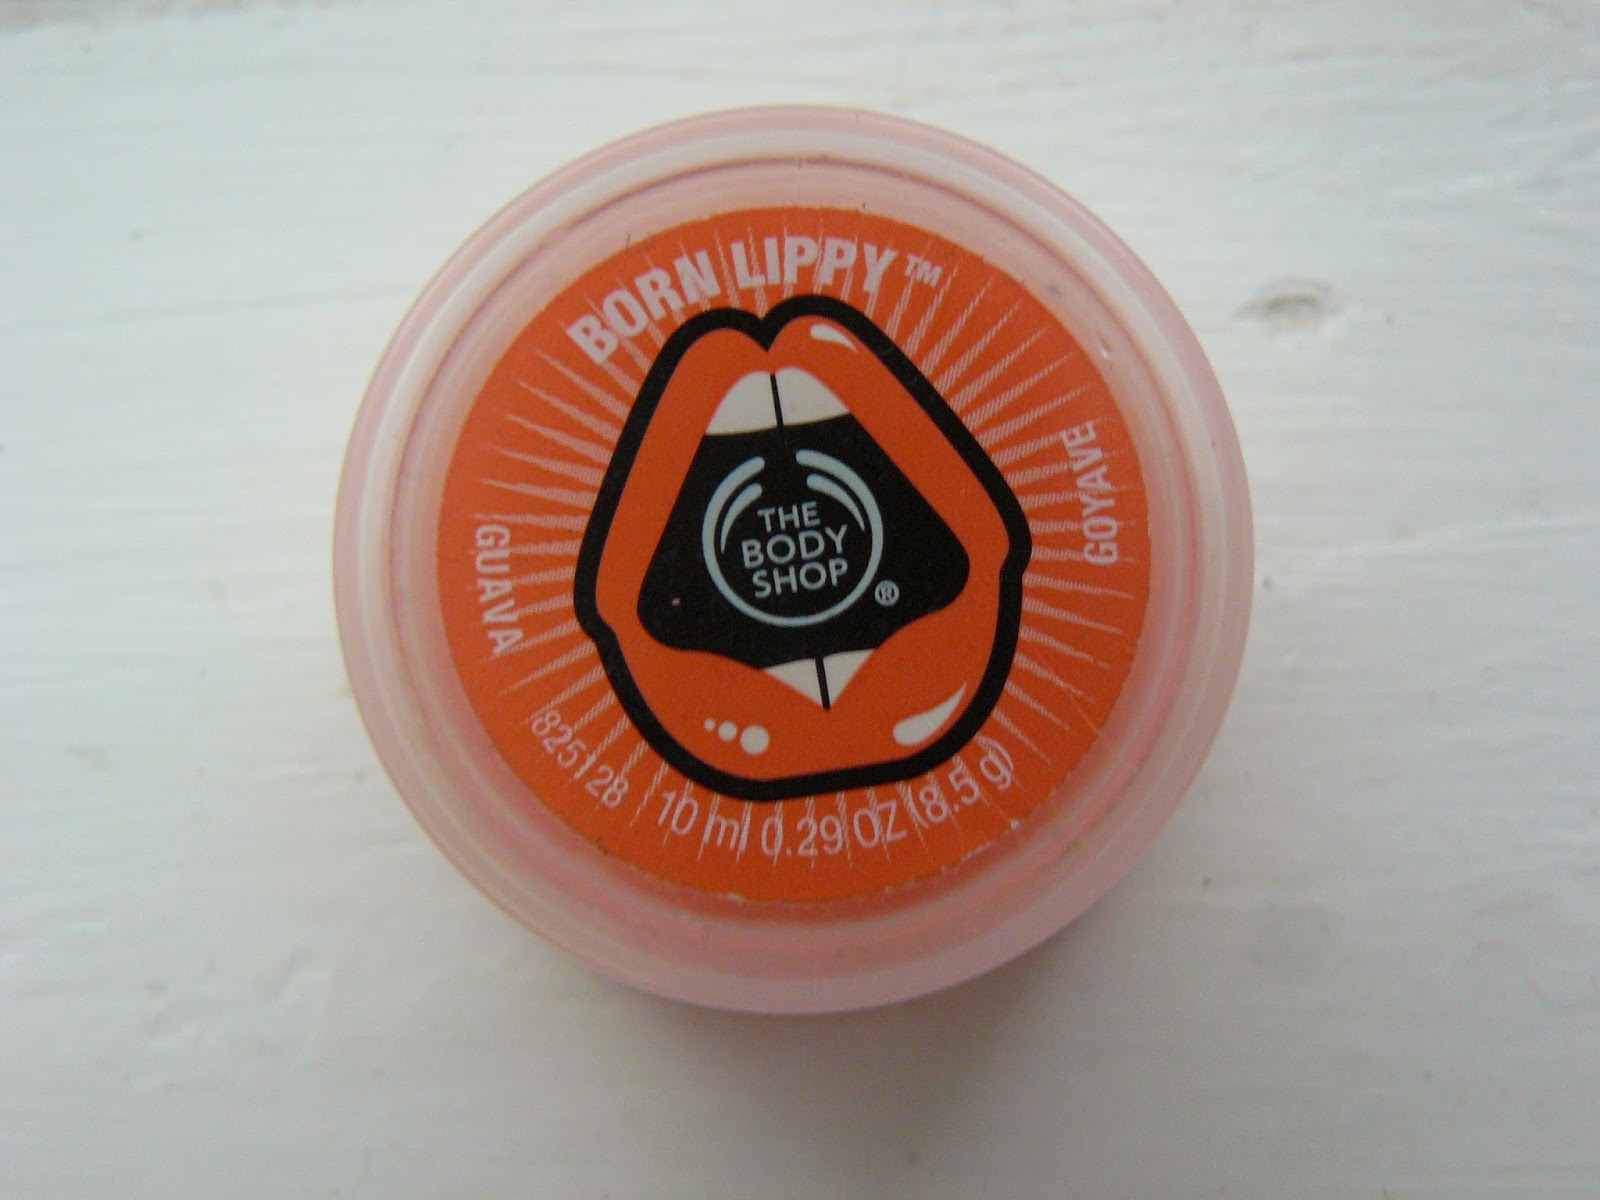 BORN LIPPY™
THE
BODY
SHOP®
GUAVA
GOYAVE
825128
10 ml 0.29 OZ (8.5 g)